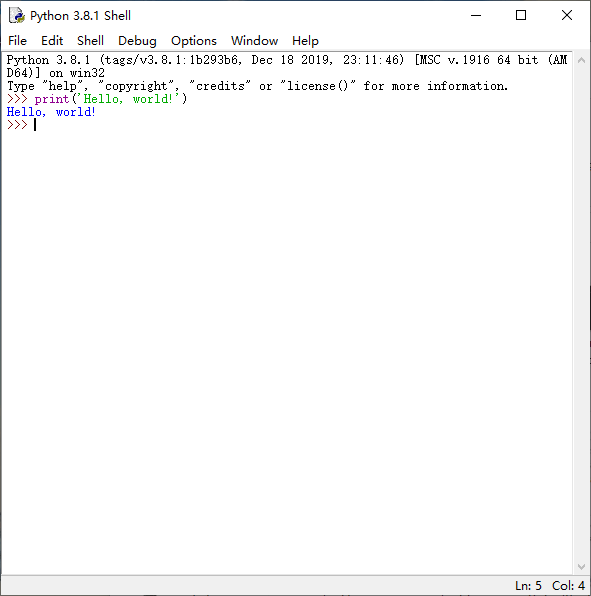 Python 3.8.1 Shell
File Edit Shell Debug Options Window Help
Python 3.8.1 (tags/v3.8.1:1b293b6, Dec 18 2019, 23:11:46) [MSC v.1916 64 bit (AM
D64)] on win32
Type "help", "copyright", "credits" or "license()" for more information.
>>> print('Hello, world!')
Hello, world!
>>>
Ln: 5 Col: 4